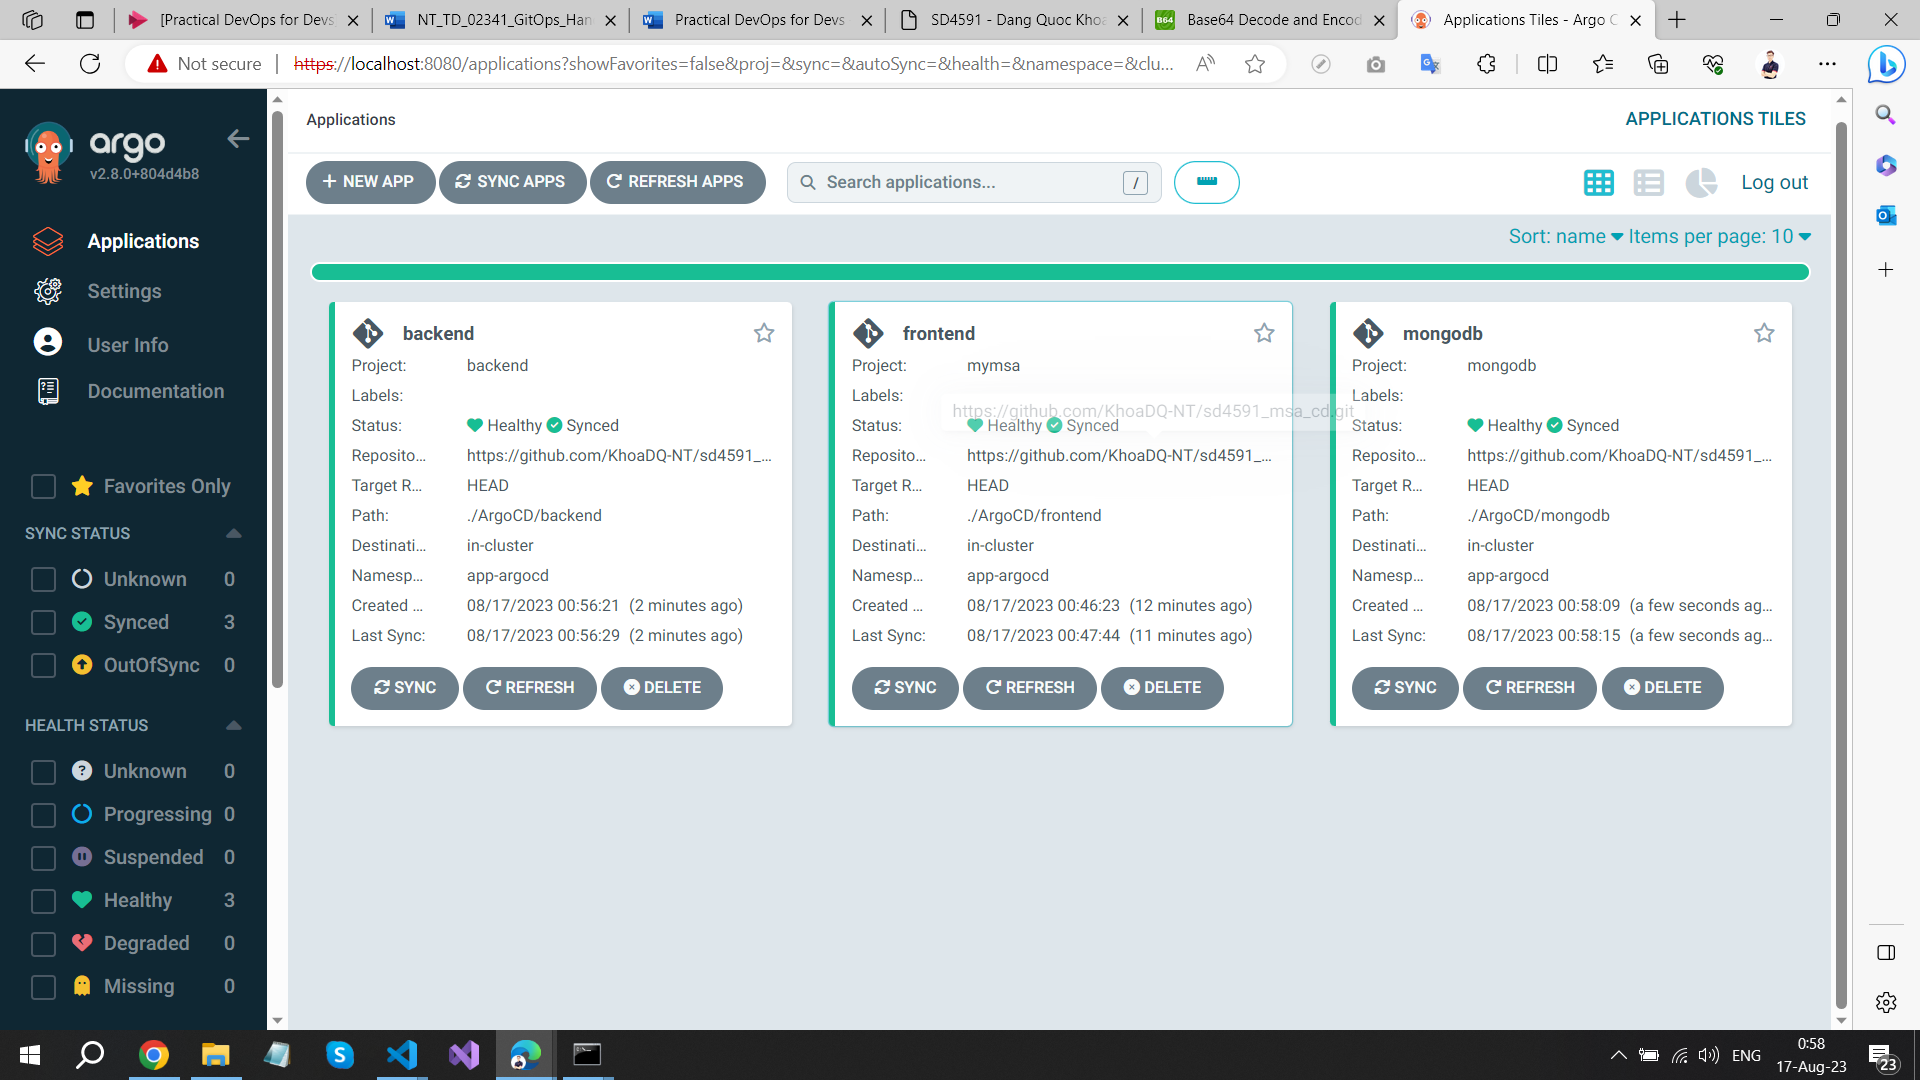 [Practical DevOps for Devs
NT_TD_02341_GitOps_Han
Practical DevOps for Devs
SD4591 - Dang Quoc Khoa
B64
Base64 Decode and Encod
Applications Tiles - Argo C
Not secure
https://localhost:8080/applications?showFavorites=false&proj=&sync=&autoSync=&health=&namespace=&clu...
argo
v2.8.0+804d4b8
Applications
Settings
User Info
Documentation
Favorites Only
SYNC STATUS
Unknown 0
Synced 3
OutOfSync 0
HEALTH STATUS
Unknown 0
Progressing 0
Suspended 0
Healthy 3
Degraded 0
Missing 0
Applications
APPLICATIONS TILES
+ NEW APP
SYNC APPS
REFRESH APPS
Search applications...
/
Log out
Sort: name
Items per page: 10
backend
Project: backend
Labels:
Status: Healthy Synced
Reposito... https://github.com/KhoaDQ-NT/sd4591_...
Target R... HEAD
Path: ./ArgoCD/backend
Destinati... in-cluster
Namesp... app-argocd
Created ... 08/17/2023 00:56:21 (2 minutes ago)
Last Sync: 08/17/2023 00:56:29 (2 minutes ago)
SYNC
REFRESH
DELETE
frontend
Project: mymsa
Labels:
https://github.com/KhoaDQ-NT/sd4591_msa_cd.git
Status: Healthy Synced
Reposito... https://github.com/KhoaDQ-NT/sd4591_...
Target R... HEAD
Path: ./ArgoCD/frontend
Destinati... in-cluster
Namesp... app-argocd
Created ... 08/17/2023 00:46:23 (12 minutes ago)
Last Sync: 08/17/2023 00:47:44 (11 minutes ago)
SYNC
REFRESH
DELETE
mongodb
Project: mongodb
Labels:
Status: Healthy Synced
Reposito... https://github.com/KhoaDQ-NT/sd4591_...
Target R... HEAD
Path: ./ArgoCD/mongodb
Destinati... in-cluster
Namesp... app-argocd
Created ... 08/17/2023 00:58:09 (a few seconds ag...
Last Sync: 08/17/2023 00:58:15 (a few seconds ag...
SYNC
REFRESH
DELETE
ENG
0:58
17-Aug-23
23